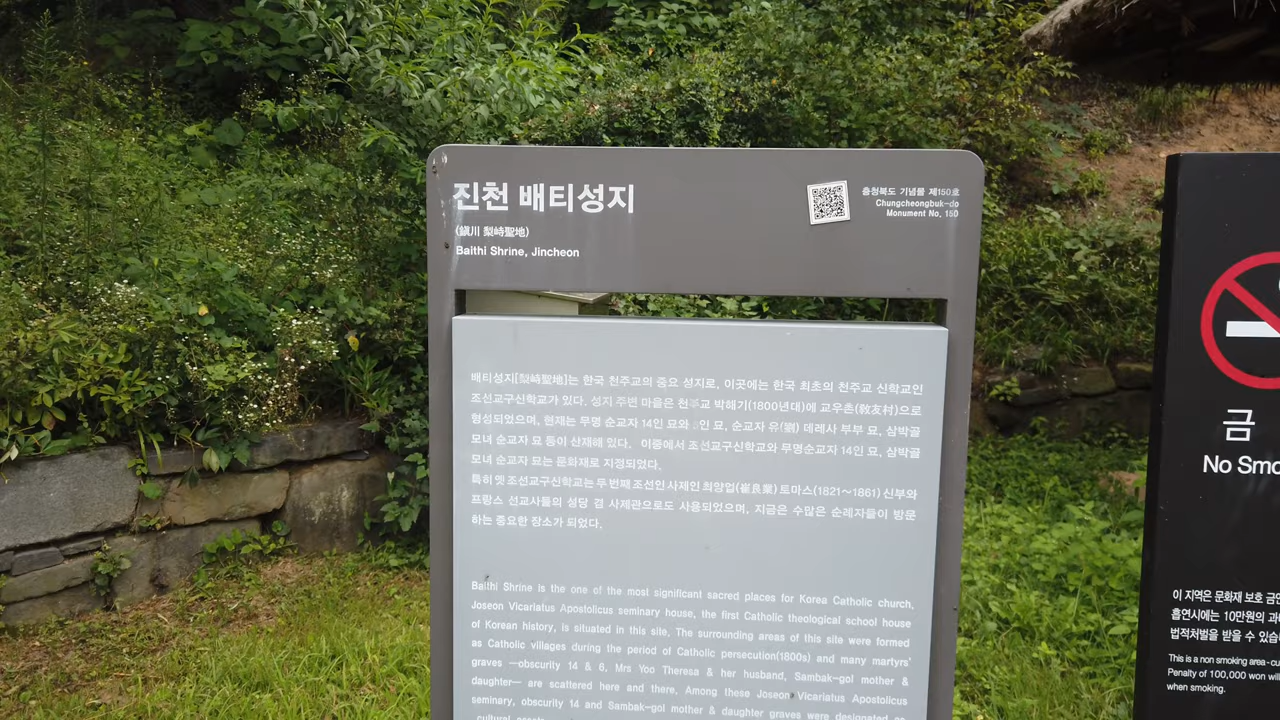 진천 배티성지
(鎭川 梨峙聖地)
Baithi Shrine, Jincheon
충청북도 기념물 제150호
Chungcheongbuk-do
Monument No. 150
배티성지[梨峙聖地]는 한국 천주교의 중요 성지로, 이곳에는 한국 최초의 천주교 신학교인
조선교구신학교가 있다. 성지 주변 마을은 천주교 박해기(1800년대)에 교우촌(敎友村)으로
형성되었으며, 현재는 무명 순교자 14인 묘와 인 묘, 순교자 유(劉) 데레사 부부 묘, 삼박골
모녀 순교자 묘 등이 산재해 있다. 이중에서 조선교구신학교와 무명순교자 14인 묘, 삼박골
모녀 순교자 묘는 문화재로 지정되었다.
특히 옛 조선교구신학교는 두 번째 조선인 사제인 최양업(崔良業) 토마스(1821~1861) 신부와
프랑스 선교사들의 성당 겸 사제관으로도 사용되었으며, 지금은 수많은 순례자들이 방문
하는 중요한 장소가 되었다.
Baithi Shrine is the one of the most significant sacred places for Korea Catholic church,
Joseon Vicariatus Apostolicus seminary house, the first Catholic theological school house
of Korean history, is situated in this site. The surrounding areas of this site were formed
as Catholic villages during the period of Catholic persecution(1800s) and many martyrs'
graves —obscurity 14 & 6, Mrs Yoo Theresa & her husband, Sambak-gol mother &
daughter— are scattered here and there. Among these Joseon Vicariatus Apostolicus
seminary, obscurity 14 and Sambak-gol mother & daughter graves were designated as
cultural assets
금
No Smo
이 지역은 문화재 보호 금연
흡연시에는 10만원의 과
법적처벌을 받을 수 있습
This is a non smoking area-cu
Penalty of 100,000 won will
when smoking.